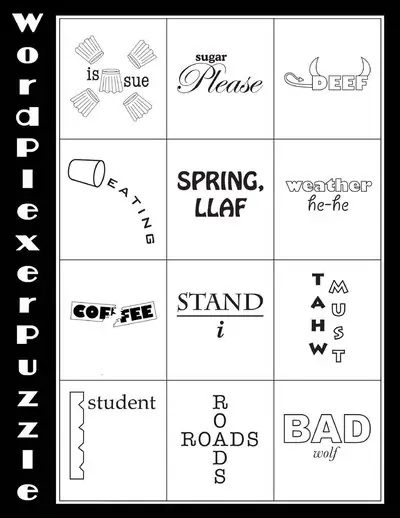 WordPlexerPuzzle
is sue
sugar
Please
BEEF
EATING
SPRING,
LLAF
weather
he-he
COFFEE
STAND
i
TAHW
MUST
student
ROADS
ROADS
BAD
wolf